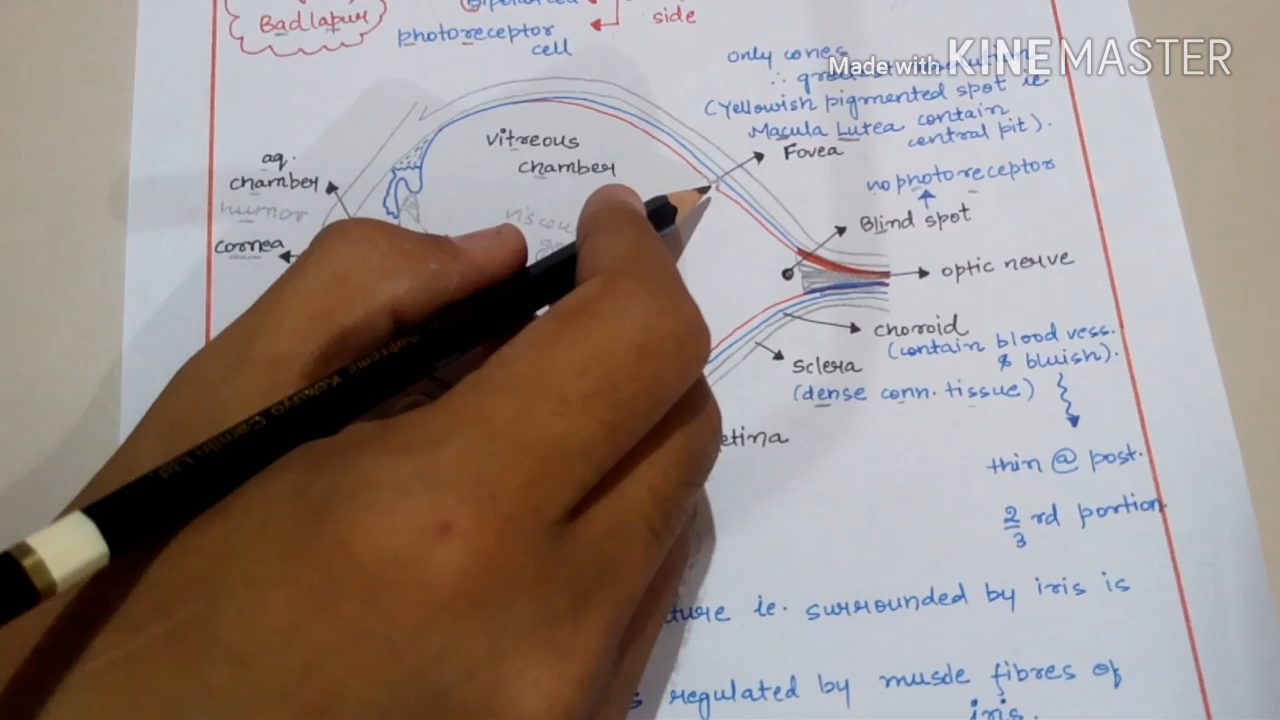 Badlapur
side
photoreceptor
cell
Made with KINEMASTER
only cones
∴
(Yellowish pigmented spot ie
Macula Lutea contain
central pit).
vitreous
chamber
Fovea
aq.
chamber
humor
cornea
no photoreceptor
Blind spot
optic nerve
choroid
(contain blood vess.
& bluish).
sclera
(dense conn. tissue)
etina
thin @ post.
2/3 rd portion.
ture ie. surrounded by iris is
s regulated by muscle fibres of
iris.